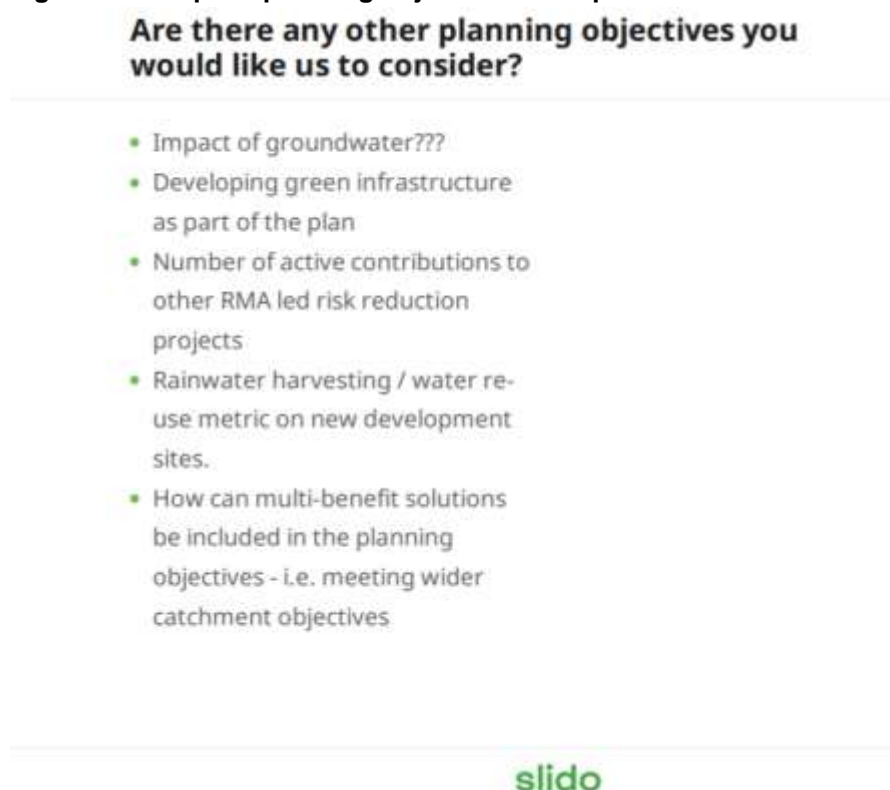 Are there any other planning objectives you
would like us to consider?
• Impact of groundwater???
• Developing green infrastructure
as part of the plan
• Number of active contributions to
other RMA led risk reduction
projects
• Rainwater harvesting / water re-
use metric on new development
sites.
• How can multi-benefit solutions
be included in the planning
objectives - i.e. meeting wider
catchment objectives
slido